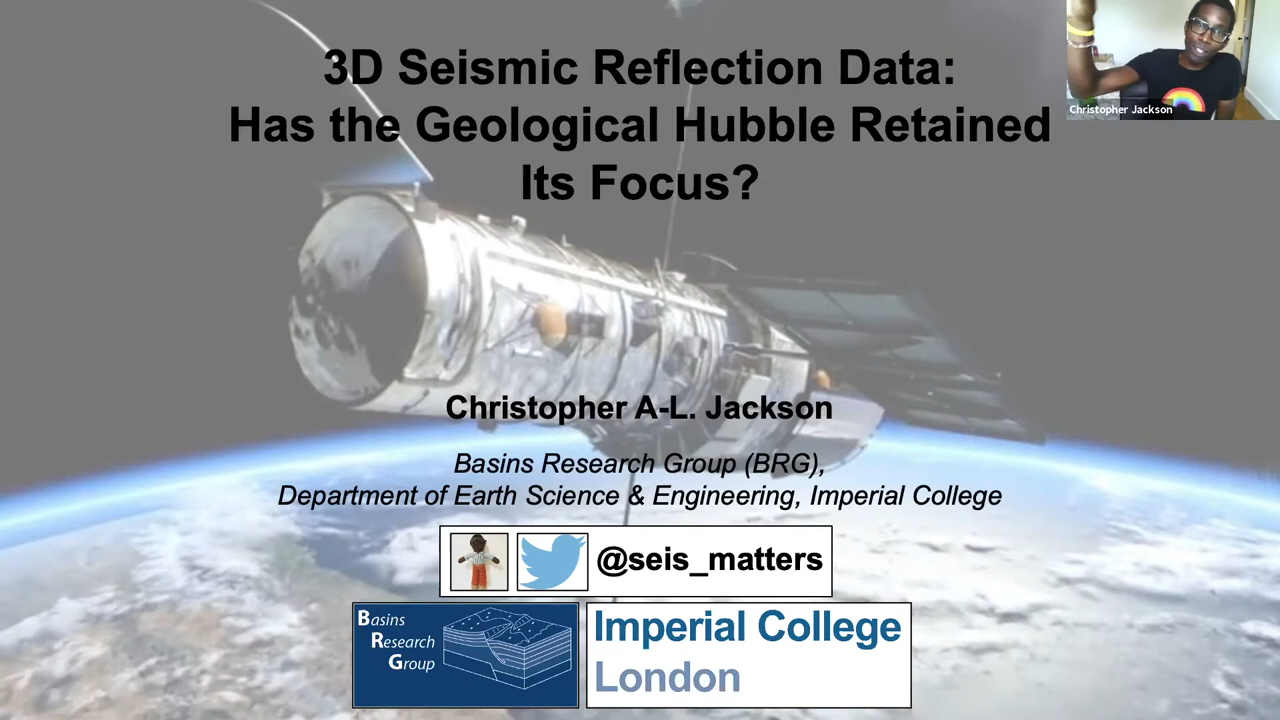 3D Seismic Reflection Data:
Has the Geological Hubble Retained
Its Focus?
Christopher Jackson
Christopher A-L. Jackson
Basins Research Group (BRG),
Department of Earth Science & Engineering, Imperial College
@seis_matters
Basins
Research
Group
Imperial College
London